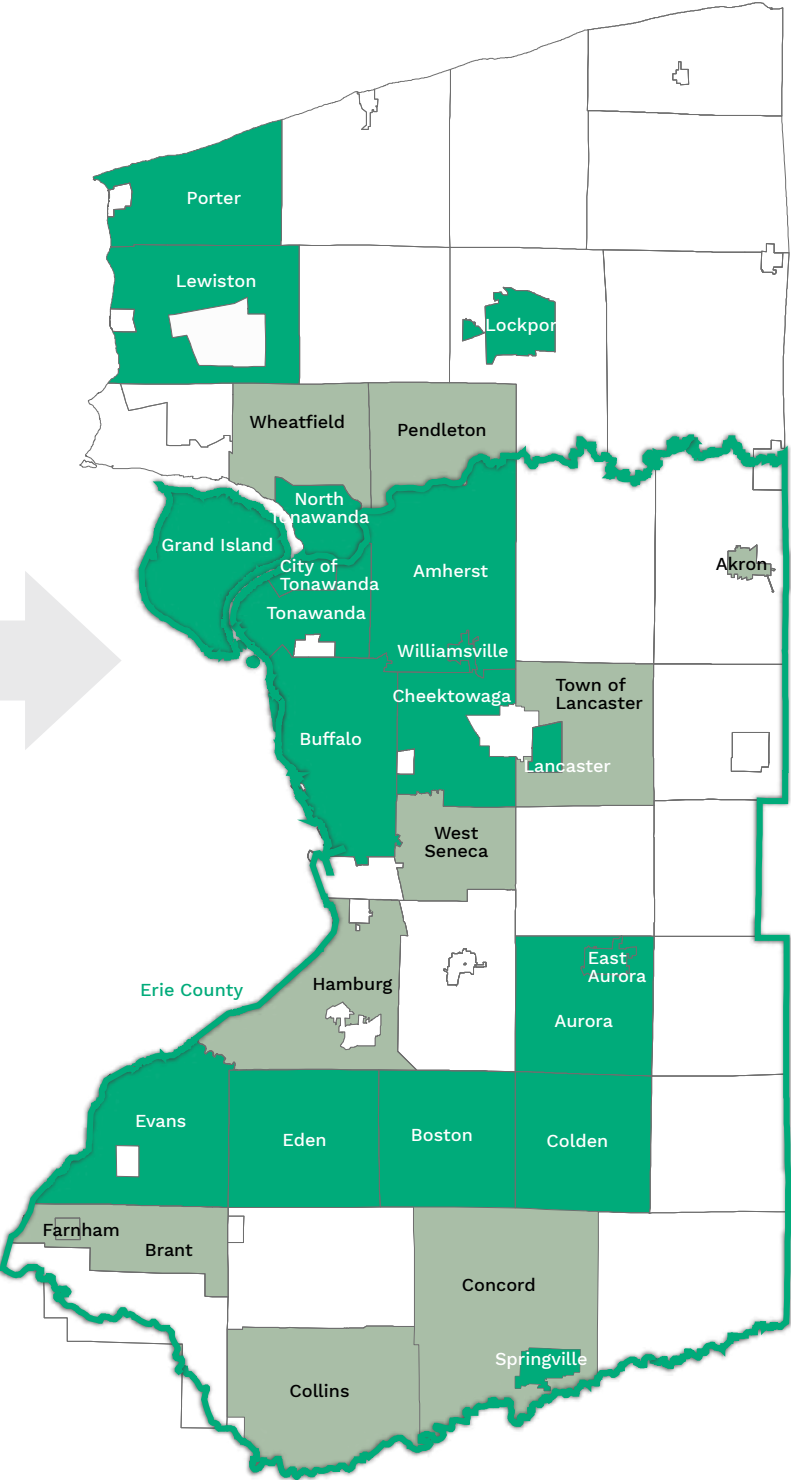 Porter
Lewiston
Lockpor
Wheatfield
Pendleton
North
Tonawanda
Grand Island
City of
Tonawanda
Amherst
Akron
Tonawanda
Williamsville
Cheektowaga
Town of
Lancaster
Buffalo
Lancaster
West
Seneca
East
Aurora
Hamburg
Erie County
Aurora
Evans
Eden
Boston
Colden
Farnham
Brant
Concord
Springville
Collins